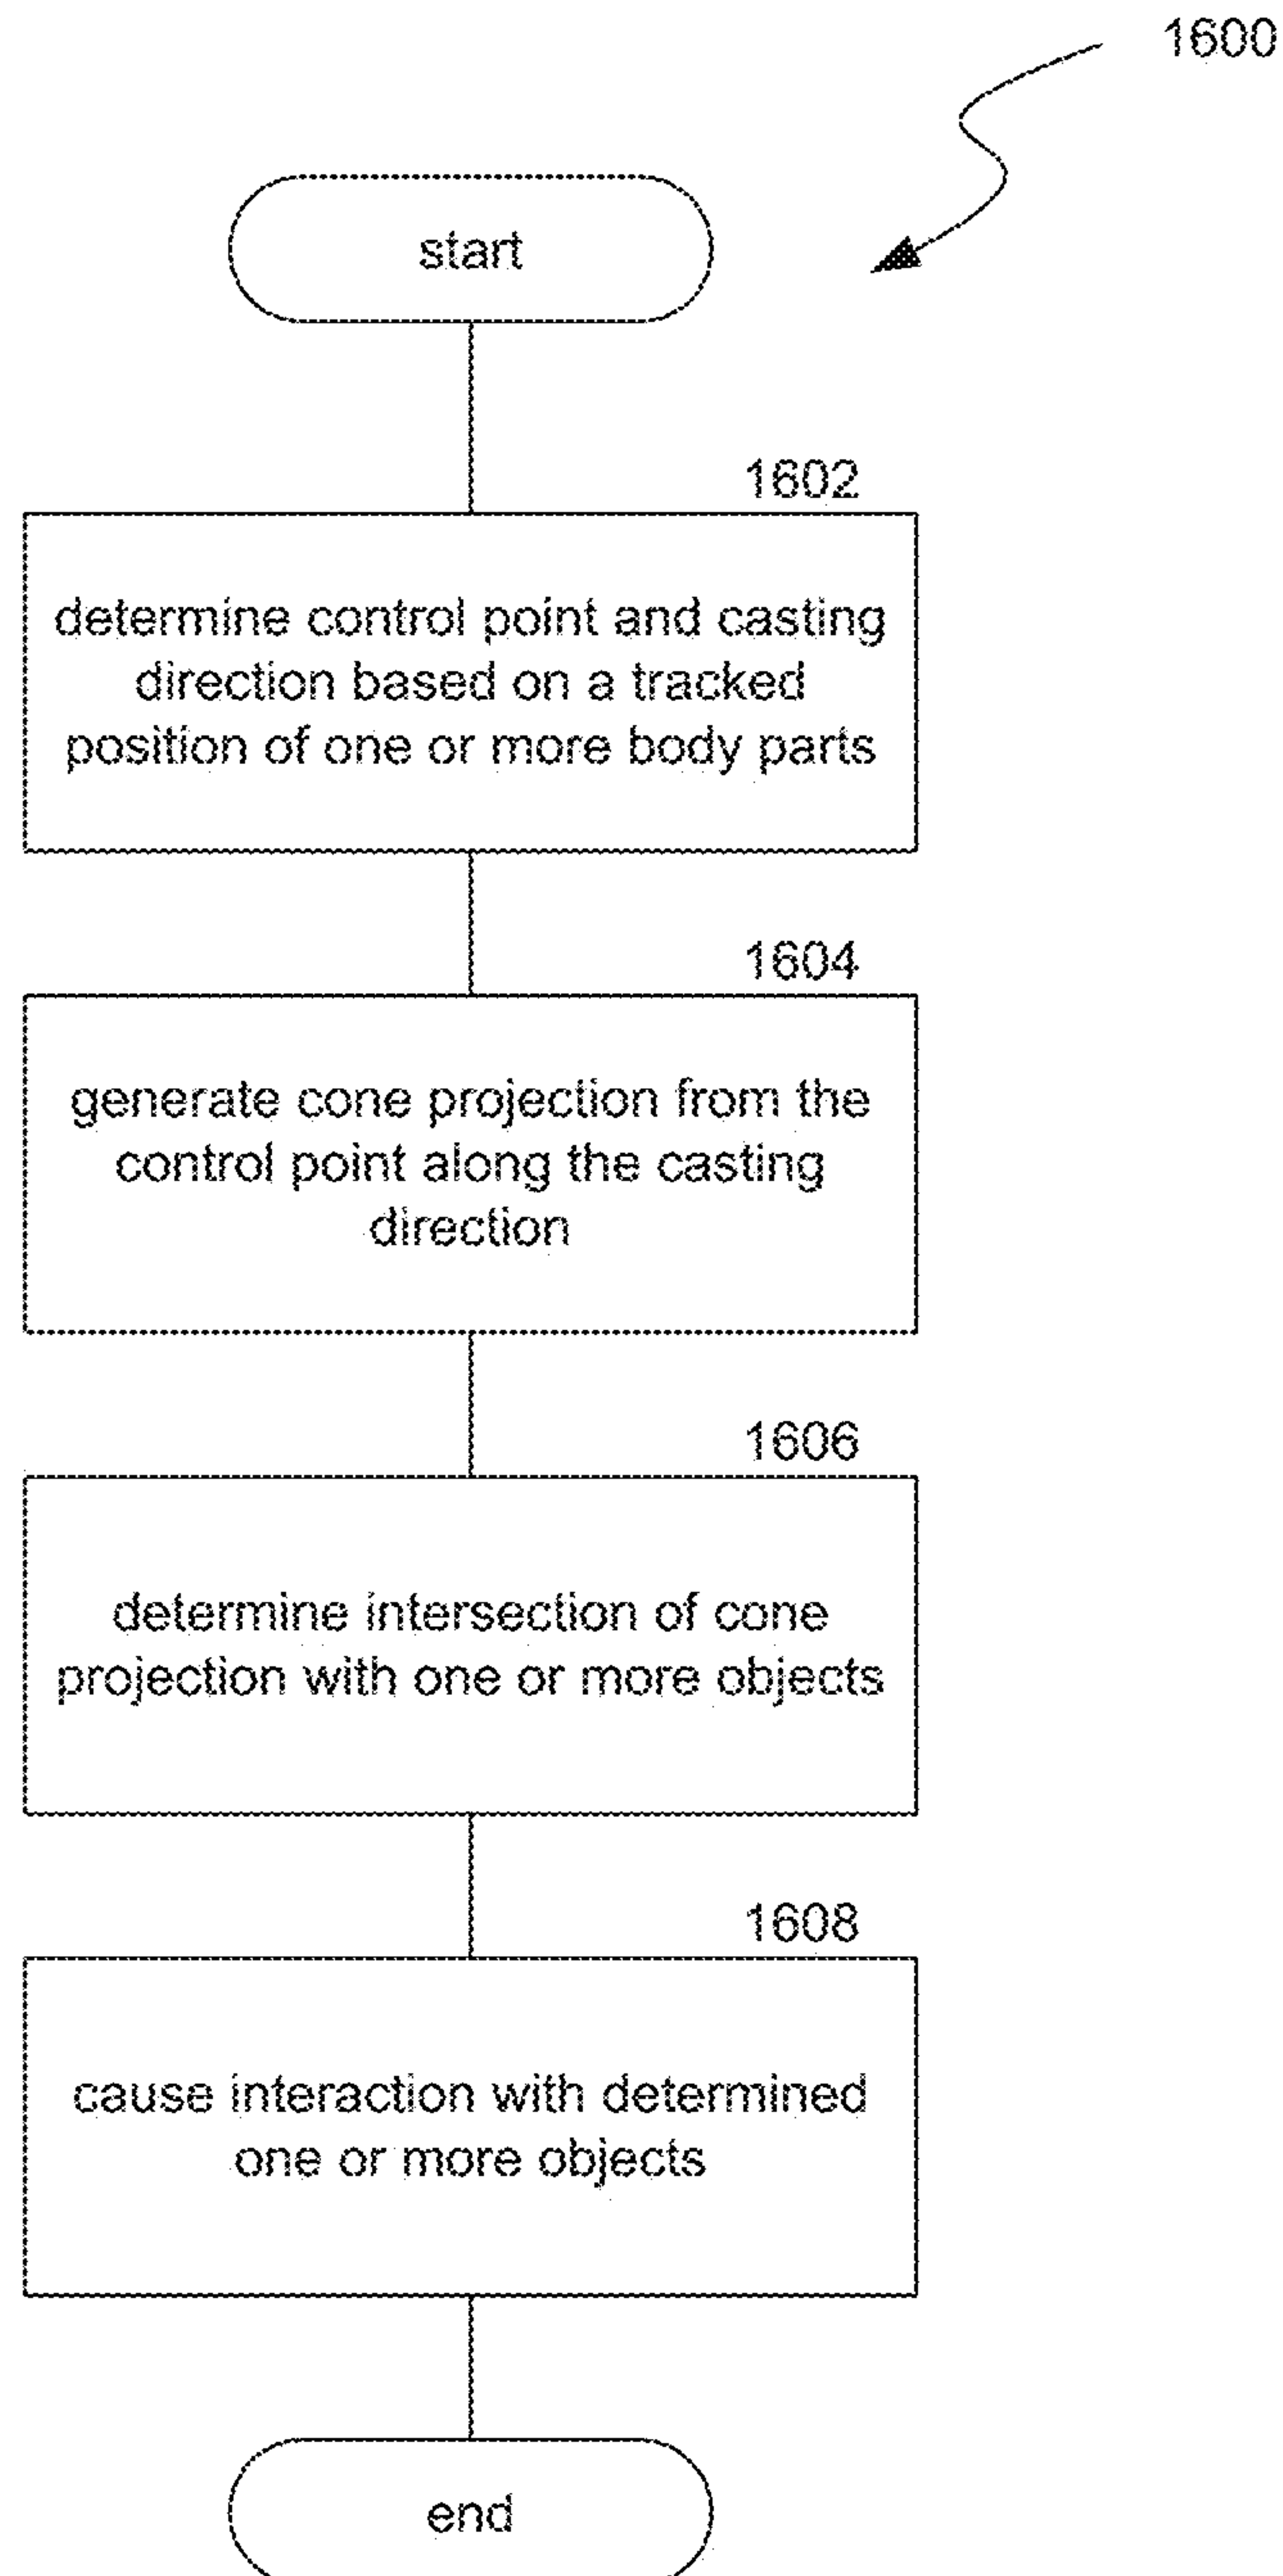 1600
start
1602
determine control point and casting
direction based on a tracked
position of one or more body parts
1604
generate cone projection from the
control point along the casting
direction
1606
determine intersection of cone
projection with one or more objects
1608
cause interaction with determined
one or more objects
end